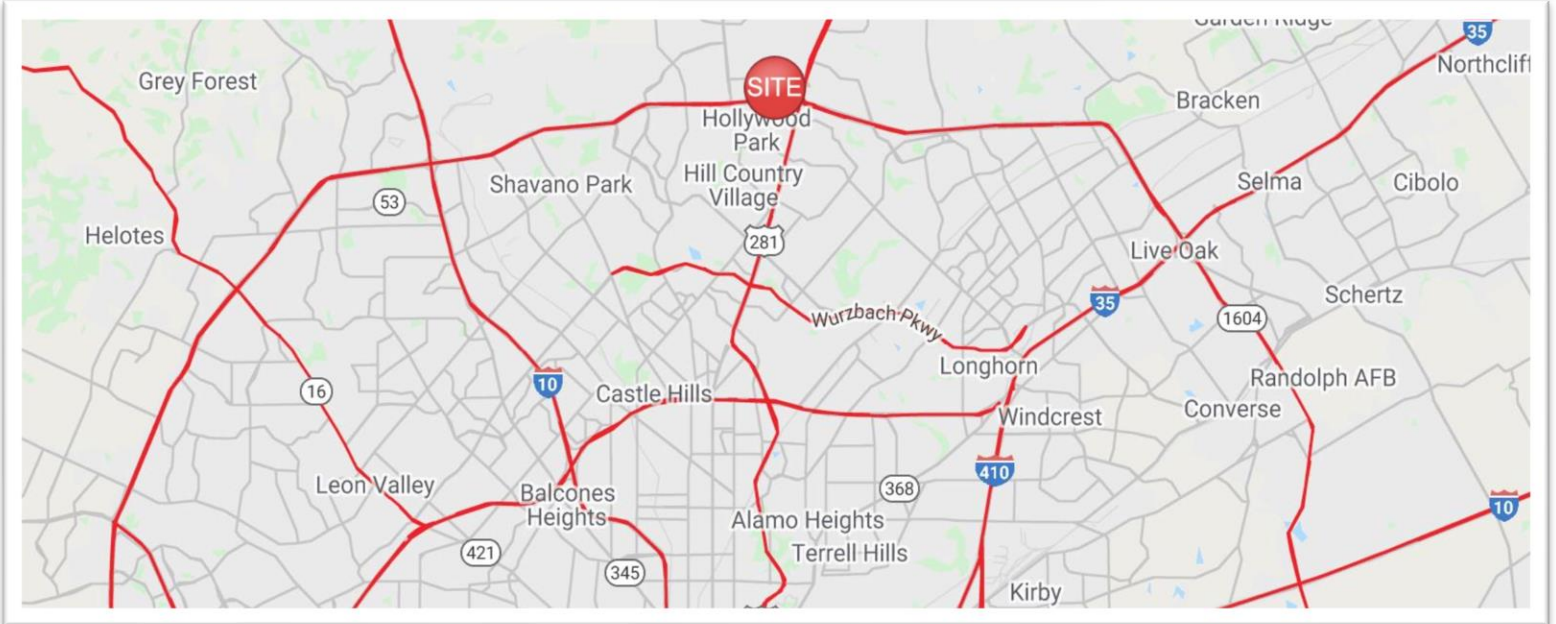 Garden Ridge
35
Northcliff
Grey Forest
SITE
Bracken
Hollywood
Park
Shavano Park
Hill Country
Village
Selma
Cibolo
53
Helotes
281
Live Oak
Wurzbach Pkwy
35
Schertz
1604
10
16
Castle Hills
Longhorn
Randolph AFB
Windcrest
Converse
Leon Valley
Balcones
Heights
410
368
10
Alamo Heights
421
Terrell Hills
345
Kirby